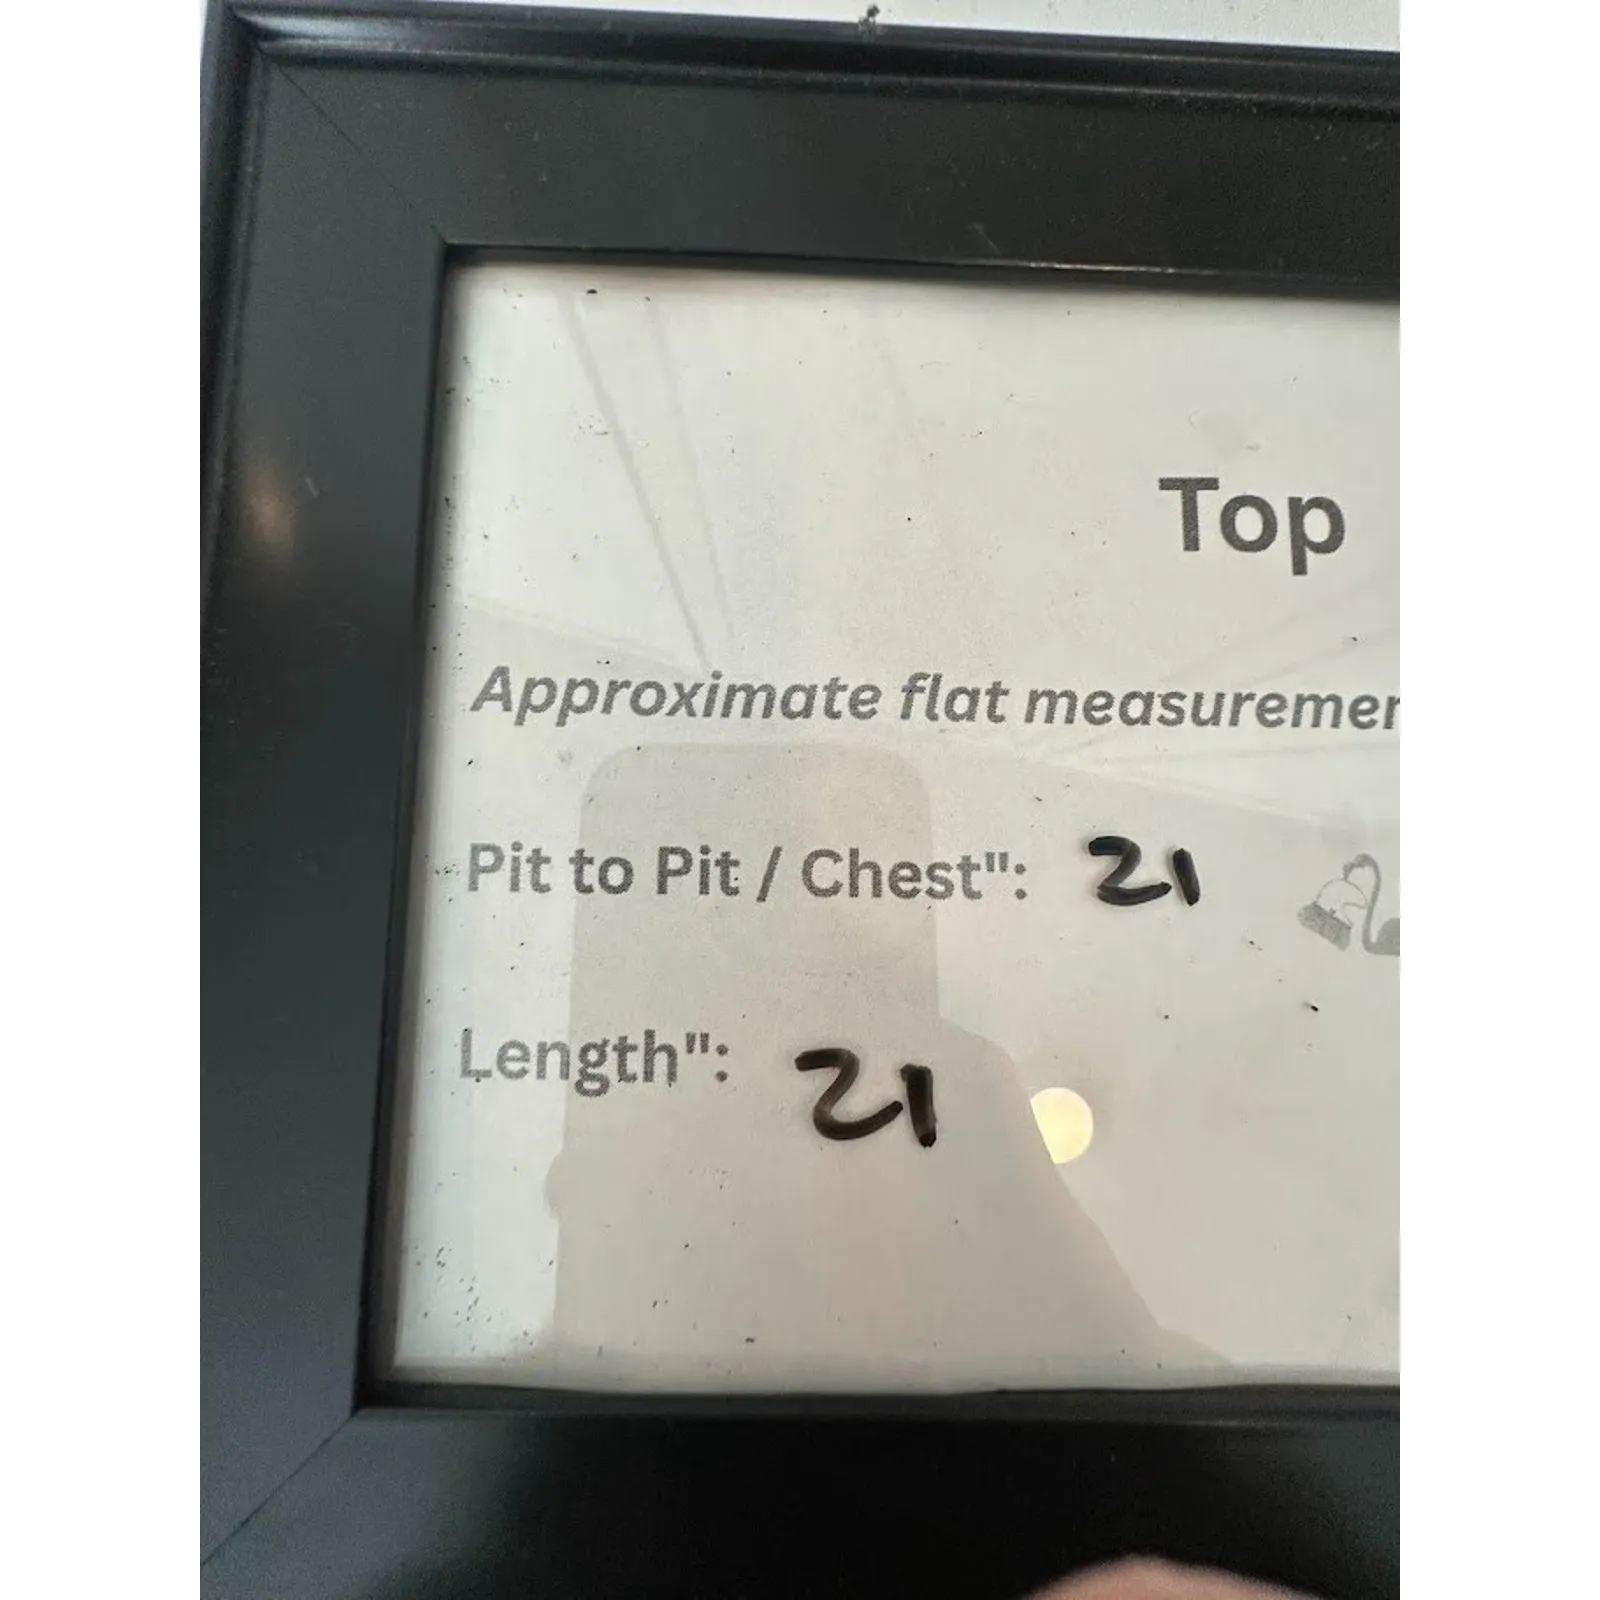 Top
Approximate flat measuremen
Pit to Pit / Chest": 21
Length": 21